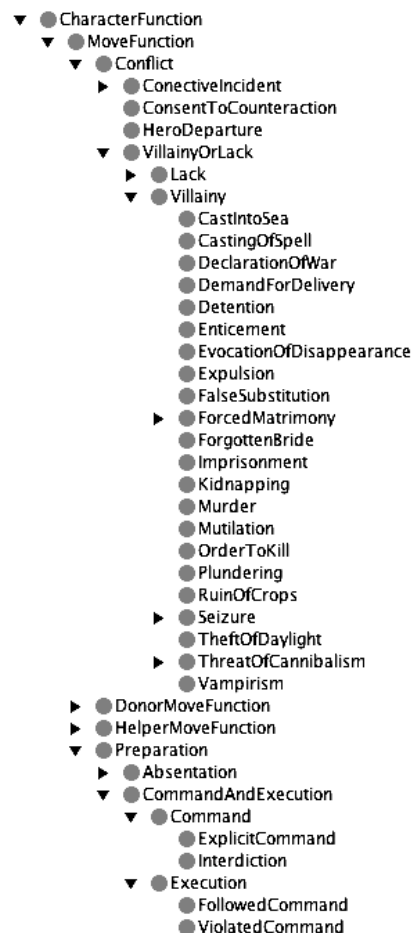 CharacterFunction
MoveFunction
Conflict
ConectiveIncident
ConsentToCounteraction
HeroDeparture
VillainyOrLack
Lack
Villainy
CastIntoSea
CastingOfSpell
DeclarationOfWar
DemandForDelivery
Detention
Enticement
EvocationOfDisappearance
Expulsion
FalseSubstitution
ForcedMatrimony
ForgottenBride
Imprisonment
Kidnapping
Murder
Mutilation
OrderToKill
Plundering
RuinOfCrops
Seizure
TheftOfDaylight
ThreatOfCannibalism
Vampirism
DonorMoveFunction
HelperMoveFunction
Preparation
Absentation
CommandAndExecution
Command
ExplicitCommand
Interdiction
Execution
FollowedCommand
ViolatedCommand